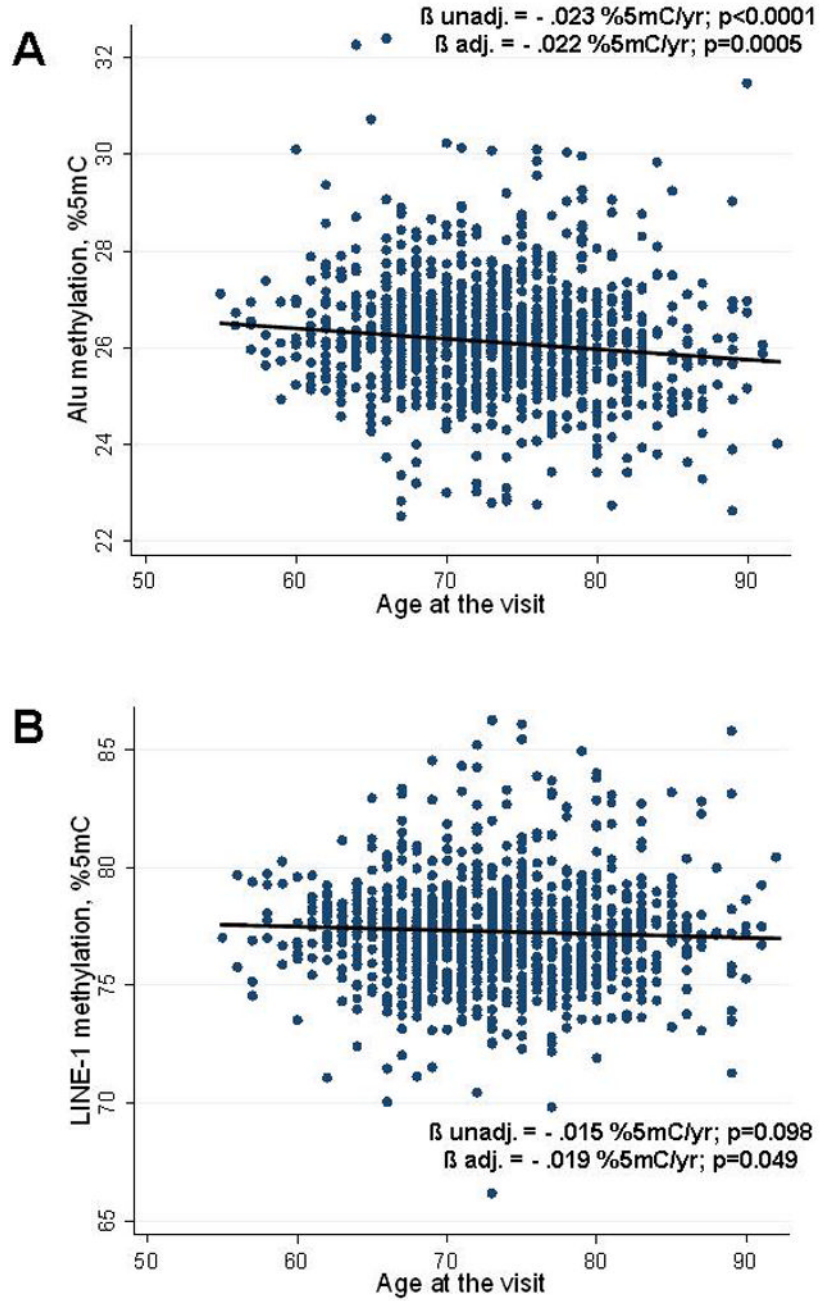 A
ß unadj. = - .023 %5mC/yr; p<0.0001
ß adj. = - .022 %5mC/yr; p=0.0005
Alu methylation, %5mC
32
30
28
26
24
22
50 60 70 80 90
Age at the visit
B
LINE-1 methylation, %5mC
85
80
75
70
65
ß unadj. = - .015 %5mC/yr; p=0.098
ß adj. = - .019 %5mC/yr; p=0.049
50 60 70 80 90
Age at the visit